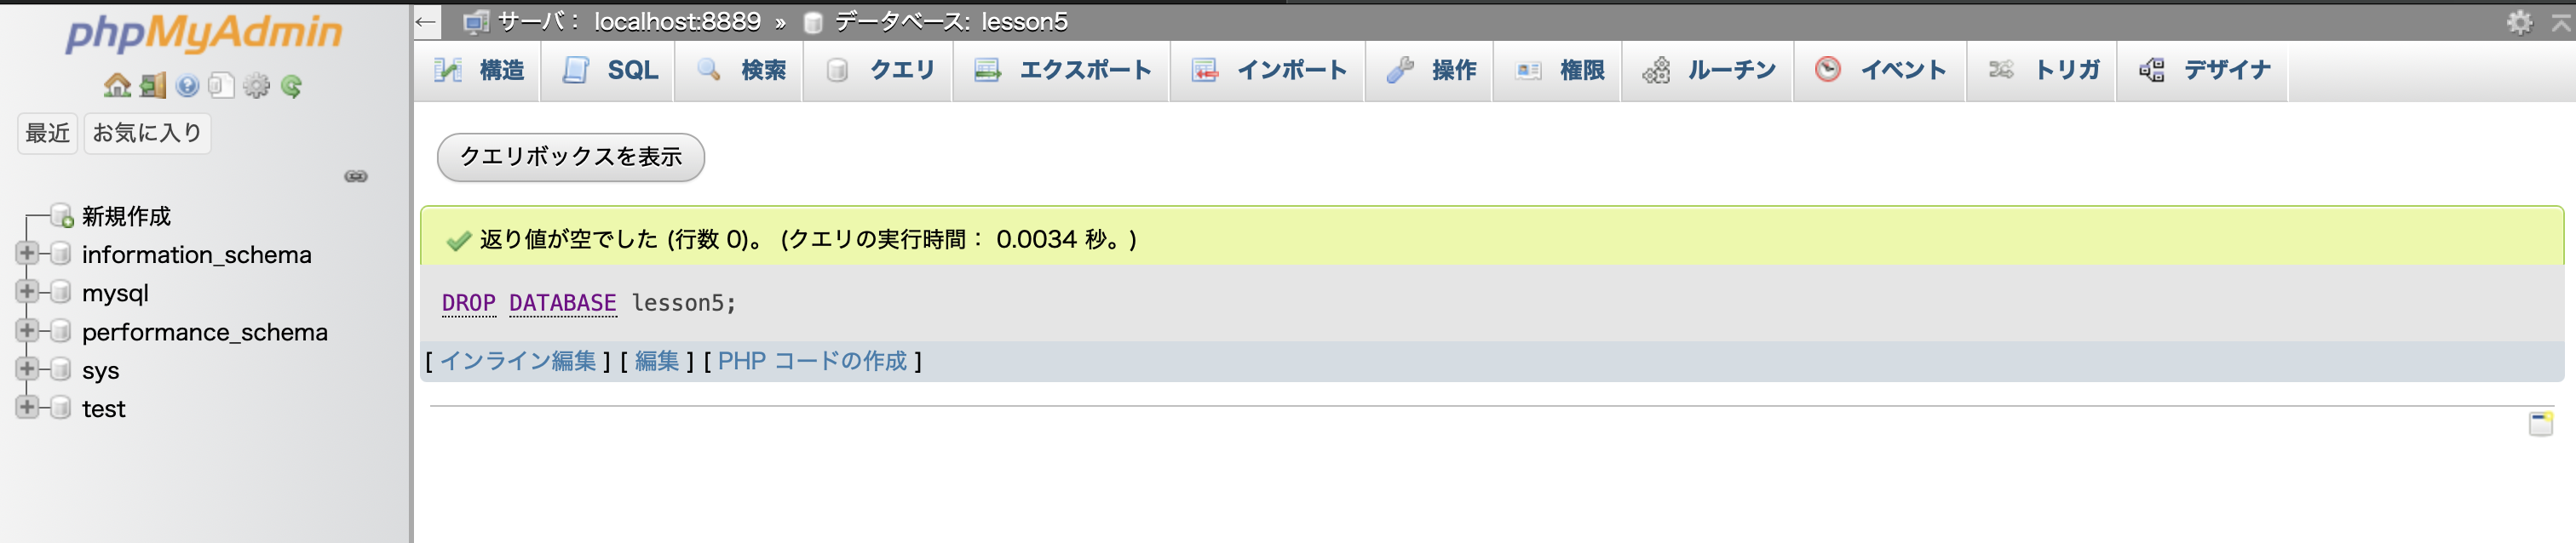 phpMyAdmin
最近 お気に入り
新規作成
information_schema
mysql
performance_schema
sys
test
サーバ： localhost:8889 » データベース: lesson5
構造 SQL 検索 クエリ エクスポート インポート 操作 権限 ルーチン イベント トリガ デザイナ
クエリボックスを表示
返り値が空でした (行数 0)。 (クエリの実行時間： 0.0034 秒。)
DROP DATABASE lesson5;
[ インライン編集 ] [ 編集 ] [ PHP コードの作成 ]